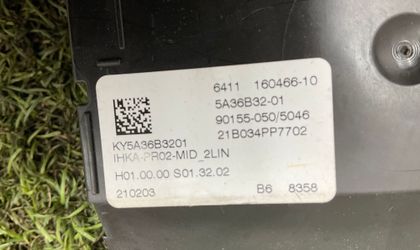 6411 160466-10
5A36B32-01
90155-050/5046
21B034PP7702
KY5A36B3201
IHKA-PR02-MID_2LIN
H01.00.00 S01.32.02
210203 B6 8358